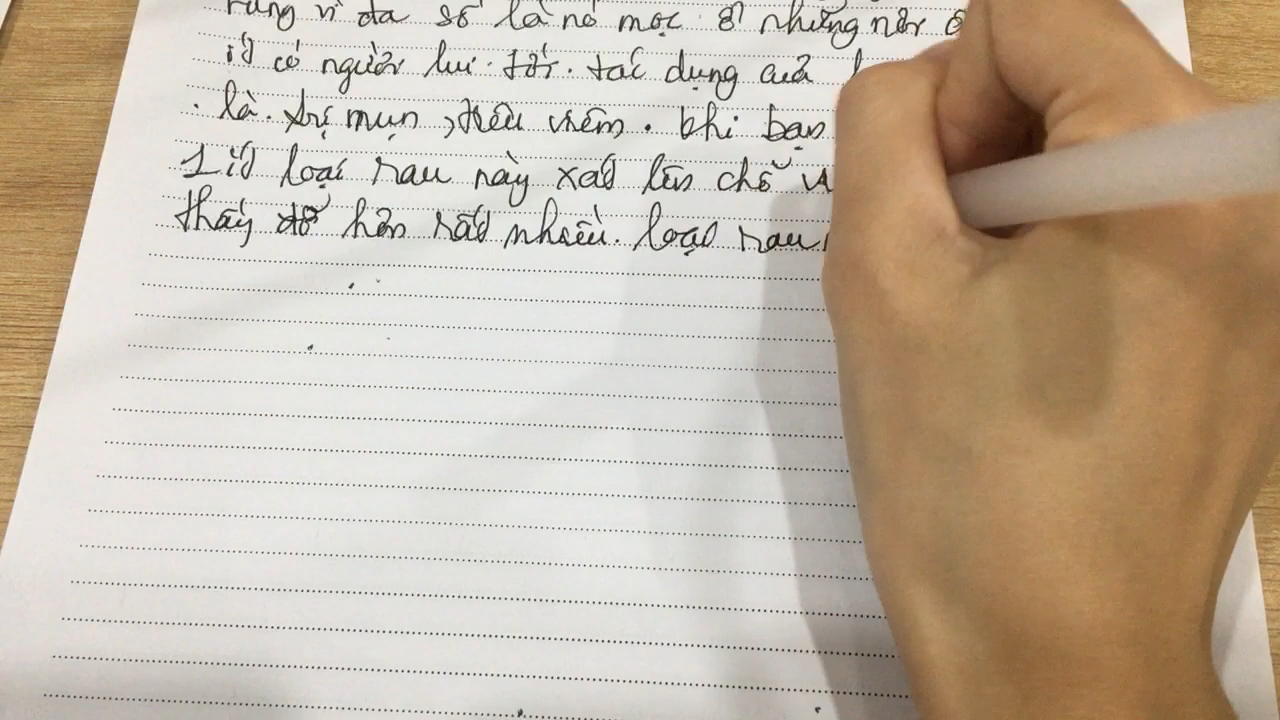 rừng vì đa số là nó mọc ở những nơi
ít có người lui tới. tác dụng của
là. trị mụn, tiêu viêm. khi bạn
1 ít loại rau này xát lên chỗ
thấy đỡ hơn rất nhiều. loại rau